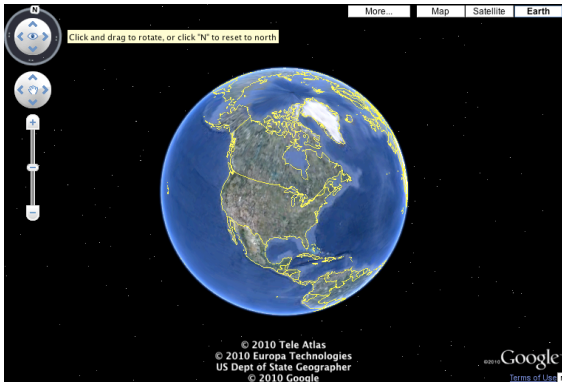 N
More...
Map
Satellite
Earth
Click and drag to rotate, or click "N" to reset to north
© 2010 Tele Atlas
© 2010 Europa Technologies
US Dept of State Geographer
© 2010 Google
©2010 Google
Terms of Use